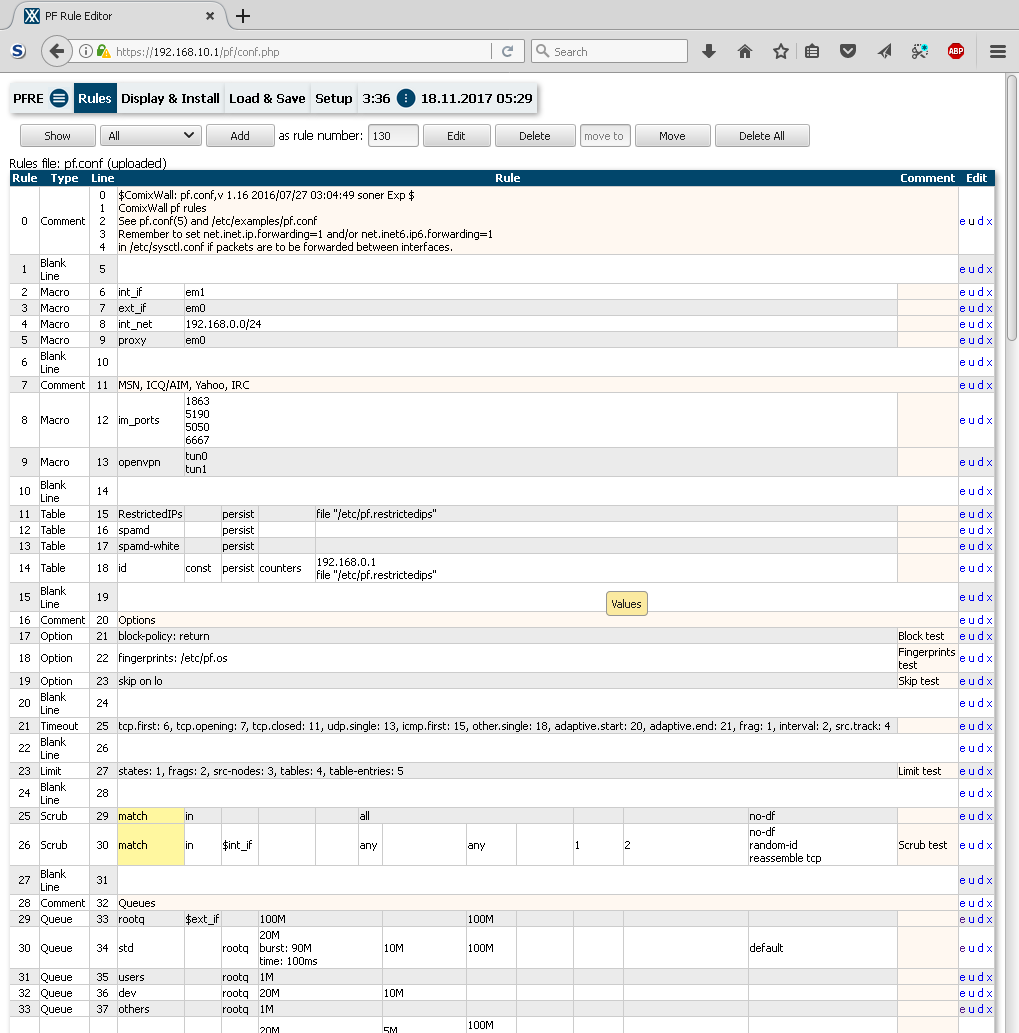 PF Rule Editor
https://192.168.10.1/pf/conf.php
Search
ABP
PFRE Rules Display & Install Load & Save Setup 3:36 18.11.2017 05:29
Show All Add as rule number: 130 Edit Delete move to Move Delete All
Rules file: pf.conf (uploaded)
Rule Type Line Rule Comment Edit
0 Comment 0 $ComixWall: pf.conf,v 1.16 2016/07/27 03:04:49 soner Exp $ e u d x
1 ComixWall pf rules
2 See pf.conf(5) and /etc/examples/pf.conf
3 Remember to set net.inet.ip.forwarding=1 and/or net.inet6.ip6.forwarding=1
4 in /etc/sysctl.conf if packets are to be forwarded between interfaces.
1 Blank Line 5 e u d x
2 Macro 6 int_if em1 e u d x
3 Macro 7 ext_if em0 e u d x
4 Macro 8 int_net 192.168.0.0/24 e u d x
5 Macro 9 proxy em0 e u d x
6 Blank Line 10 e u d x
7 Comment 11 MSN, ICQ/AIM, Yahoo, IRC e u d x
8 Macro 12 im_ports 1863 e u d x
5190
5050
6667
9 Macro 13 openvpn tun0 e u d x
tun1
10 Blank Line 14 e u d x
11 Table 15 RestrictedIPs persist file "/etc/pf.restrictedips" e u d x
12 Table 16 spamd persist e u d x
13 Table 17 spamd-white persist e u d x
14 Table 18 id const persist counters 192.168.0.1 e u d x
file "/etc/pf.restrictedips"
15 Blank Line 19 e u d x
Values
16 Comment 20 Options e u d x
17 Option 21 block-policy: return Block test e u d x
18 Option 22 fingerprints: /etc/pf.os Fingerprints test e u d x
19 Option 23 skip on lo Skip test e u d x
20 Blank Line 24 e u d x
21 Timeout 25 tcp.first: 6, tcp.opening: 7, tcp.closed: 11, udp.single: 13, icmp.first: 15, other.single: 18, adaptive.start: 20, adaptive.end: 21, frag: 1, interval: 2, src.track: 4 e u d x
22 Blank Line 26 e u d x
23 Limit 27 states: 1, frags: 2, src-nodes: 3, tables: 4, table-entries: 5 Limit test e u d x
24 Blank Line 28 e u d x
25 Scrub 29 match in all no-df e u d x
26 Scrub 30 match in $int_if any any 1 2 no-df Scrub test e u d x
random-id
reassemble tcp
27 Blank Line 31 e u d x
28 Comment 32 Queues e u d x
29 Queue 33 rootq $ext_if 100M 100M e u d x
30 Queue 34 std rootq 20M 10M 100M default e u d x
burst: 90M
time: 100ms
31 Queue 35 users rootq 1M e u d x
32 Queue 36 dev rootq 20M 10M e u d x
33 Queue 37 others rootq 1M e u d x
20M 5M 100M